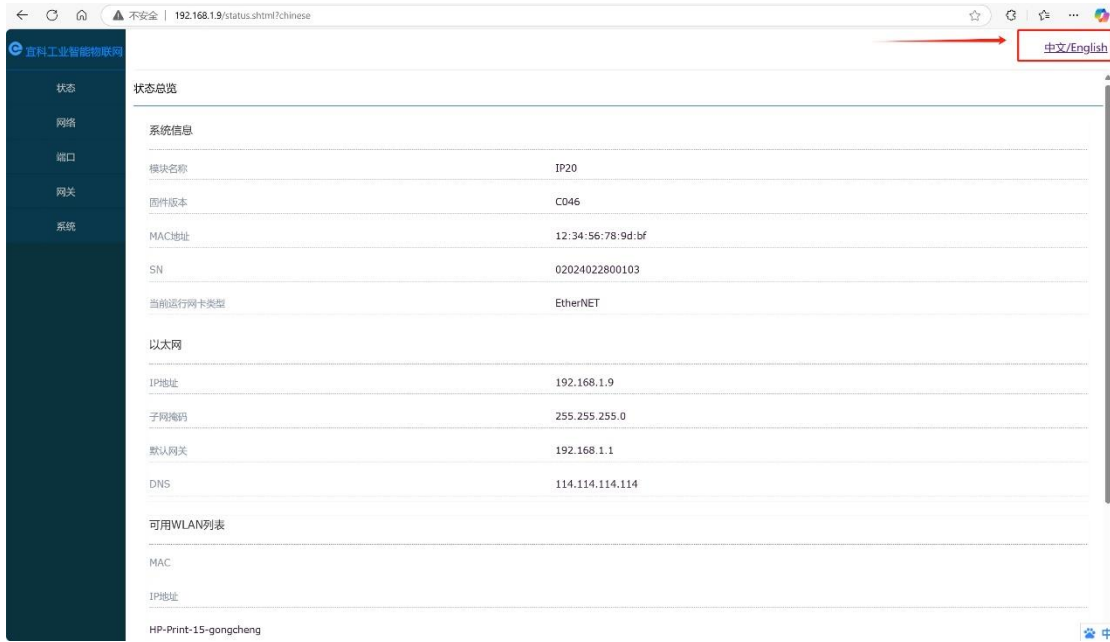 不安全 | 192.168.1.9/status.shtml?chinese
宜科工业智能物联网
中文/English
状态
网络
端口
网关
系统
状态总览
系统信息
模块名称 IP20
固件版本 C046
MAC地址 12:34:56:78:9d:bf
SN 02024022800103
当前运行网卡类型 EtherNET
以太网
IP地址 192.168.1.9
子网掩码 255.255.255.0
默认网关 192.168.1.1
DNS 114.114.114.114
可用WLAN列表
MAC
IP地址
HP-Print-15-gongcheng
中